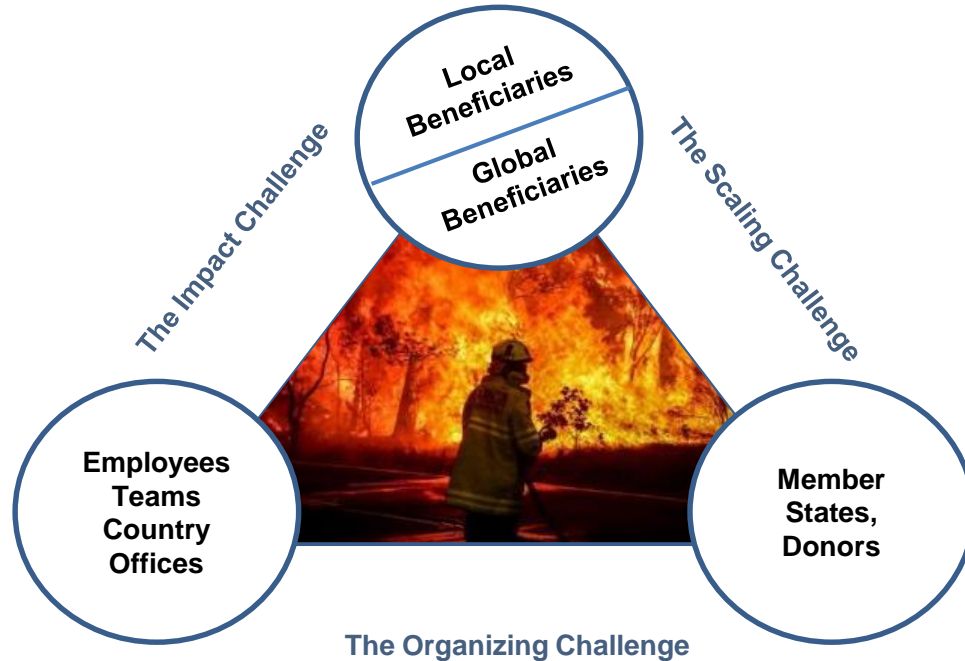 Local
Beneficiaries
Global
Beneficiaries
The Impact Challenge
The Scaling Challenge
Employees
Teams
Country
Offices
Member
States,
Donors
The Organizing Challenge